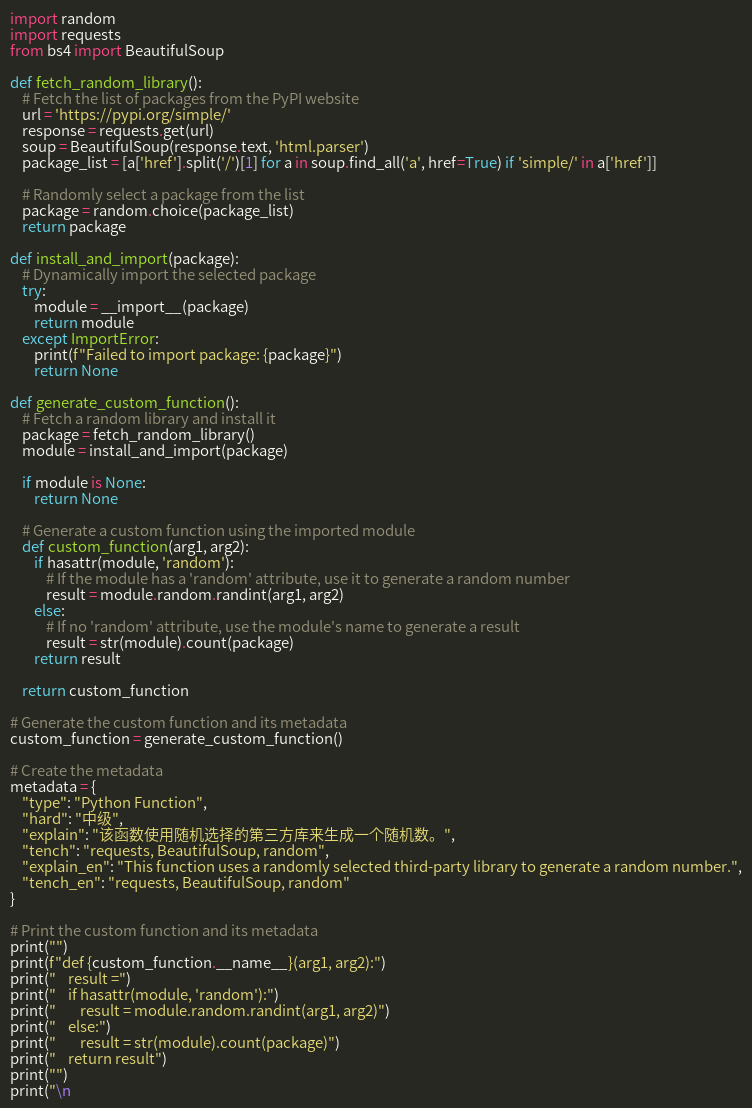 import random
import requests
from bs4 import BeautifulSoup

def fetch_random_library():
    # Fetch the list of packages from the PyPI website
    url = 'https://pypi.org/simple/'
    response = requests.get(url)
    soup = BeautifulSoup(response.text, 'html.parser')
    package_list = [a['href'].split('/')[1] for a in soup.find_all('a', href=True) if 'simple/' in a['href']]

    # Randomly select a package from the list
    package = random.choice(package_list)
    return package

def install_and_import(package):
    # Dynamically import the selected package
    try:
        module = __import__(package)
        return module
    except ImportError:
        print(f"Failed to import package: {package}")
        return None

def generate_custom_function():
    # Fetch a random library and install it
    package = fetch_random_library()
    module = install_and_import(package)

    if module is None:
        return None

    # Generate a custom function using the imported module
    def custom_function(arg1, arg2):
        if hasattr(module, 'random'):
            # If the module has a 'random' attribute, use it to generate a random number
            result = module.random.randint(arg1, arg2)
        else:
            # If no 'random' attribute, use the module's name to generate a result
            result = str(module).count(package)
        return result

    return custom_function

# Generate the custom function and its metadata
custom_function = generate_custom_function()

# Create the metadata
metadata = {
    "type": "Python Function",
    "hard": "中级",
    "explain": "该函数使用随机选择的第三方库来生成一个随机数。",
    "tench": "requests, BeautifulSoup, random",
    "explain_en": "This function uses a randomly selected third-party library to generate a random number.",
    "tench_en": "requests, BeautifulSoup, random"
}

# Print the custom function and its metadata
print("")
print(f"def {custom_function.__name__}(arg1, arg2):")
print("    result =")
print("    if hasattr(module, 'random'):")
print("        result = module.random.randint(arg1, arg2)")
print("    else:")
print("        result = str(module).count(package)")
print("    return result")
print("")
print("\n